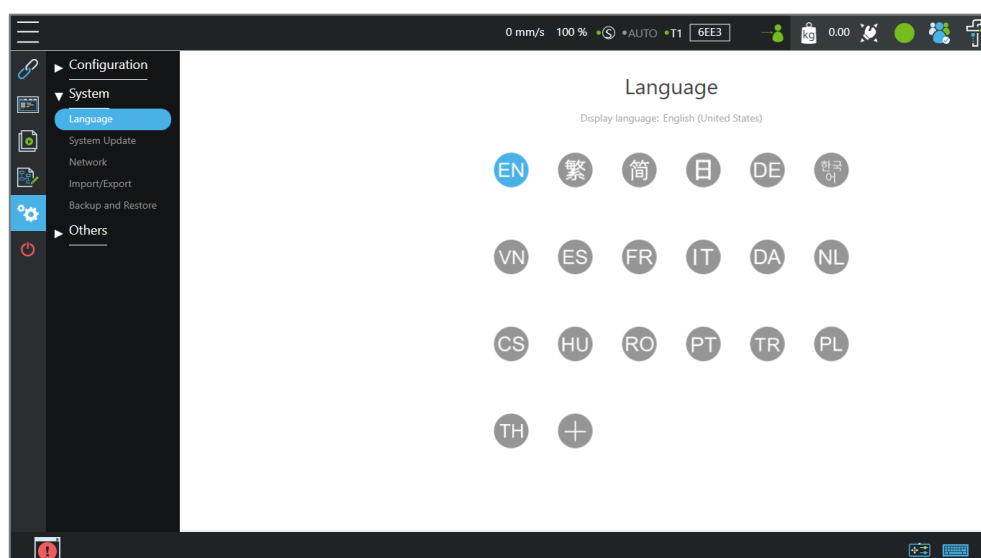 0 mm/s 100 % S AUTO T1 6EE3 kg 0.00
Configuration
System
Language
System Update
Network
Import/Export
Backup and Restore
Others
Language
Display language: English (United States)
EN 繁 简 日 DE 한국어
VN ES FR IT DA NL
CS HU RO PT TR PL
TH